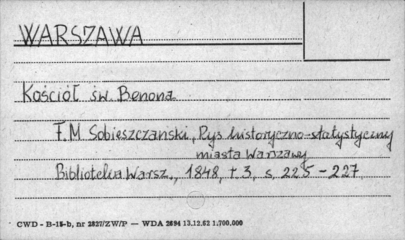 WARSZAWA
Kościół św. Benona
F.M Sobieszczański, Rys historyczno-statystyczny
miasta Warszawy
Biblioteka Warsz., 1848, t. 3, s. 225-227
CWD - B-15-b, nr 2827/ZW/P — WDA 2694 13.12.62 1.700.000